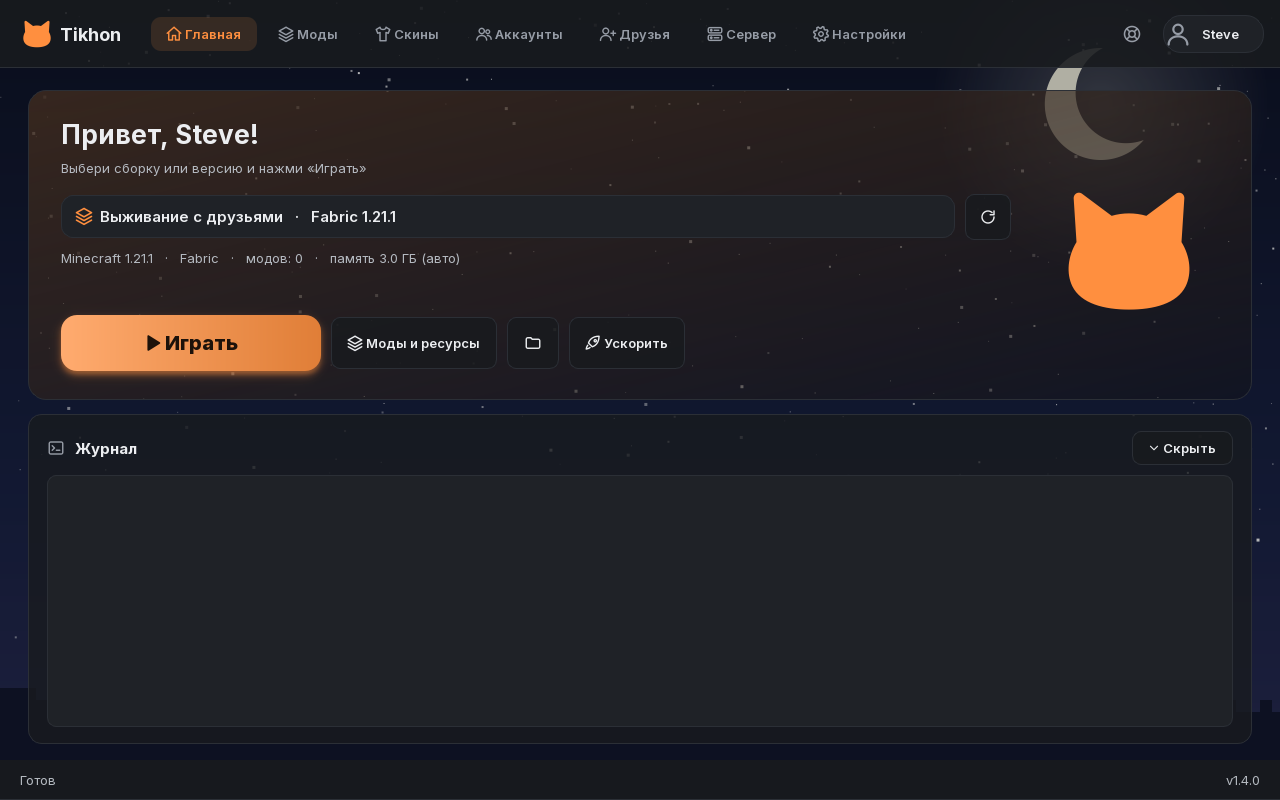 Tikhon
Главная
Моды
Скины
Аккаунты
Друзья
Сервер
Настройки
Steve
Привет, Steve!
Выбери сборку или версию и нажми «Играть»
Выживание с друзьями · Fabric 1.21.1
Minecraft 1.21.1 · Fabric · модов: 0 · память 3.0 ГБ (авто)
Играть
Моды и ресурсы
Ускорить
Журнал
Скрыть
Готов
v1.4.0